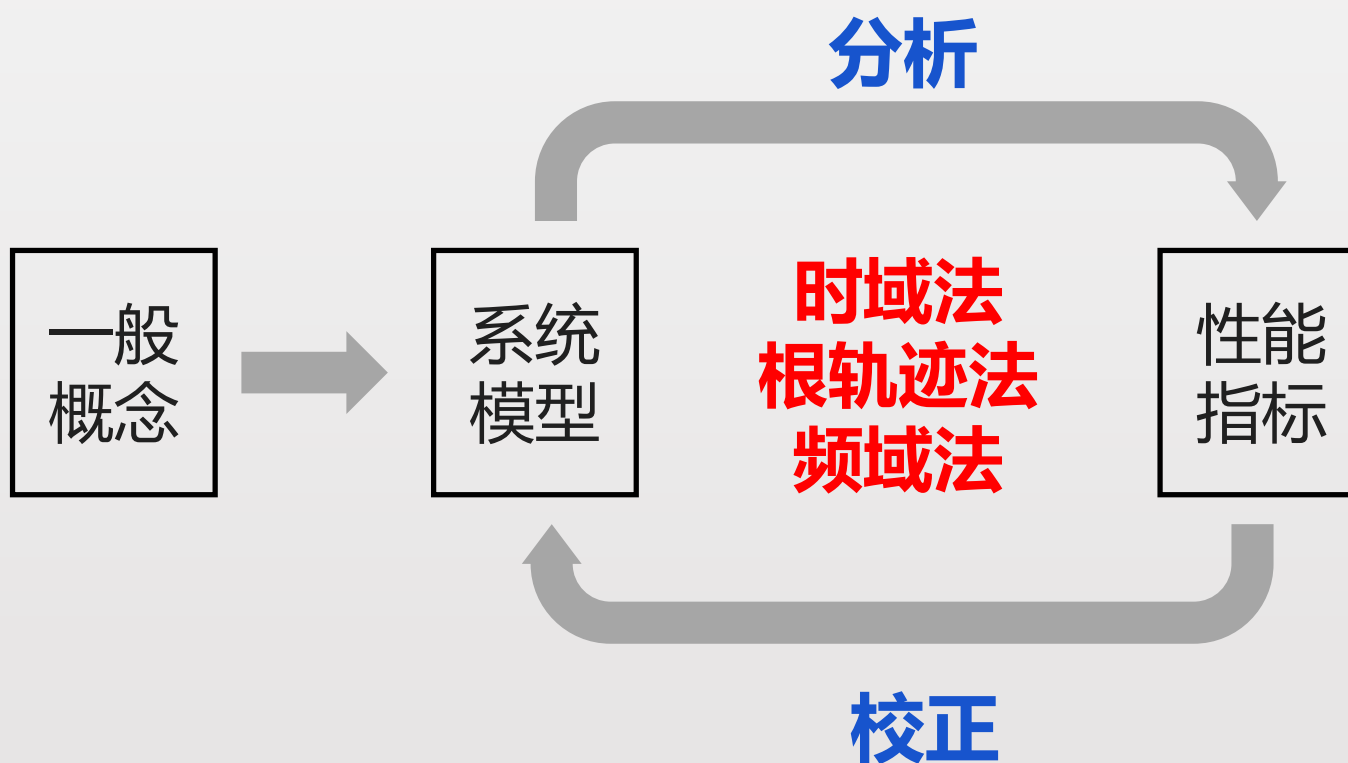 分析
一般
概念
系统
模型
时域法
根轨迹法
频域法
性能
指标
校正